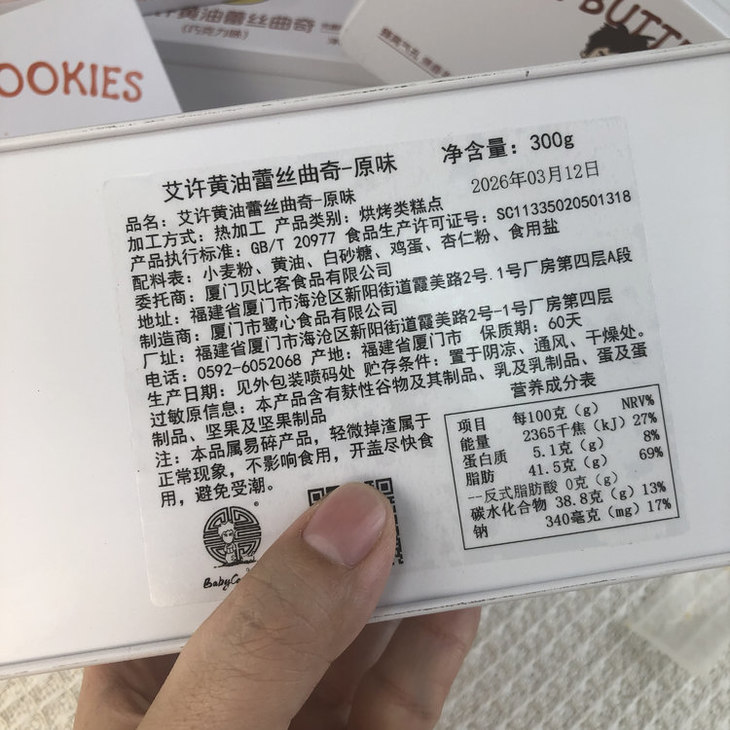 OOKIES
黄油蕾丝曲奇
(巧克力味)
BUTT
艾许黄油蕾丝曲奇-原味
净含量：300g
2026年03月12日
品名：艾许黄油蕾丝曲奇-原味
加工方式：热加工 产品类别：烘烤类糕点
产品执行标准：GB/T 20977 食品生产许可证号：SC11335020501318
配料表：小麦粉、黄油、白砂糖、鸡蛋、杏仁粉、食用盐
委托商：厦门贝比客食品有限公司
地址：福建省厦门市海沧区新阳街道霞美路2号.1号厂房第四层A段
制造商：厦门市鹭心食品有限公司
厂址：福建省厦门市海沧区新阳街道霞美路2号-1号厂房第四层
电话：0592-6052068 产地：福建省厦门市 保质期：60天
生产日期：见外包装喷码处 贮存条件：置于阴凉、通风、干燥处。
过敏原信息：本产品含有麸性谷物及其制品、乳及乳制品、蛋及蛋
制品、坚果及坚果制品
注：本品属易碎产品，轻微掉渣属于
正常现象，不影响食用，开盖尽快食
用，避免受潮。
营养成分表
项目 每100克（g） NRV%
能量 2365千焦（kJ）27%
蛋白质 5.1克（g） 8%
脂肪 41.5克（g） 69%
--反式脂肪酸 0克（g）
碳水化合物 38.8克（g）13%
钠 340毫克（mg）17%